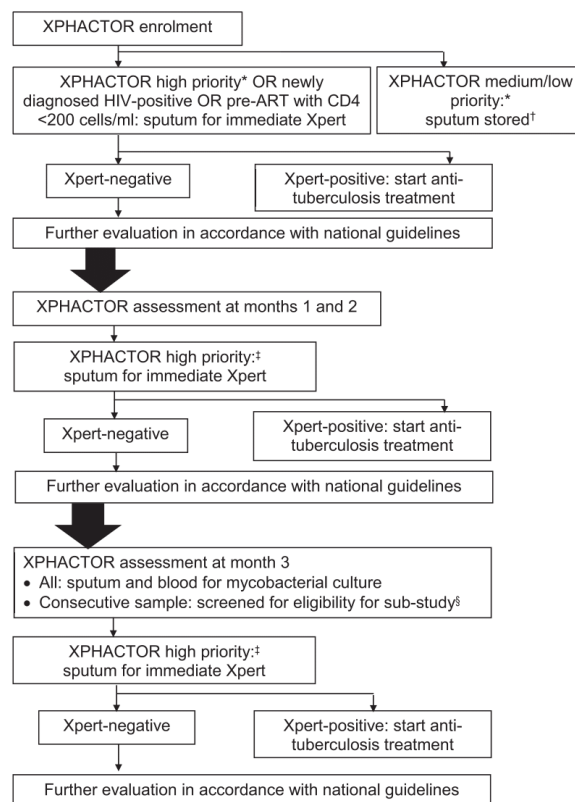 XPHACTOR enrolment
XPHACTOR high priority* OR newly
diagnosed HIV-positive OR pre-ART with CD4
<200 cells/ml: sputum for immediate Xpert
XPHACTOR medium/low
priority:*
sputum stored†
Xpert-negative
Xpert-positive: start anti-
tuberculosis treatment
Further evaluation in accordance with national guidelines
XPHACTOR assessment at months 1 and 2
XPHACTOR high priority:‡
sputum for immediate Xpert
Xpert-negative
Xpert-positive: start anti-
tuberculosis treatment
Further evaluation in accordance with national guidelines
XPHACTOR assessment at month 3
• All: sputum and blood for mycobacterial culture
• Consecutive sample: screened for eligibility for sub-study§
XPHACTOR high priority:‡
sputum for immediate Xpert
Xpert-negative
Xpert-positive: start anti-
tuberculosis treatment
Further evaluation in accordance with national guidelines